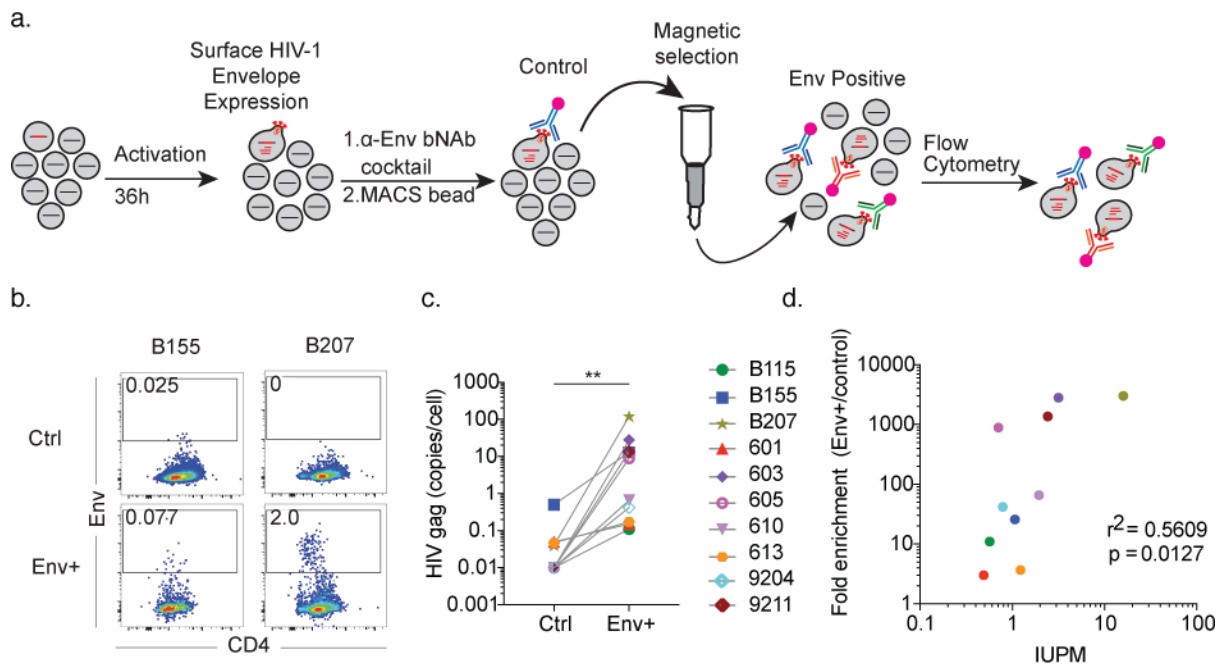 a.
Surface HIV-1
Envelope
Expression
Control
Magnetic
selection
Env Positive
Activation
36h
1.α-Env bNAb
cocktail
2.MACS bead
Flow
Cytometry
b.
B155
B207
Ctrl
0.025
0
Env
Env+
0.077
2.0
CD4
c.
HIV gag (copies/cell)
1000
100
10
1
0.1
0.01
0.001
**
Ctrl
Env+
B115
B155
B207
601
603
605
610
613
9204
9211
d.
Fold enrichment (Env+/control)
10000
1000
100
10
1
r2 = 0.5609
p = 0.0127
0.1
1
10
100
IUPM